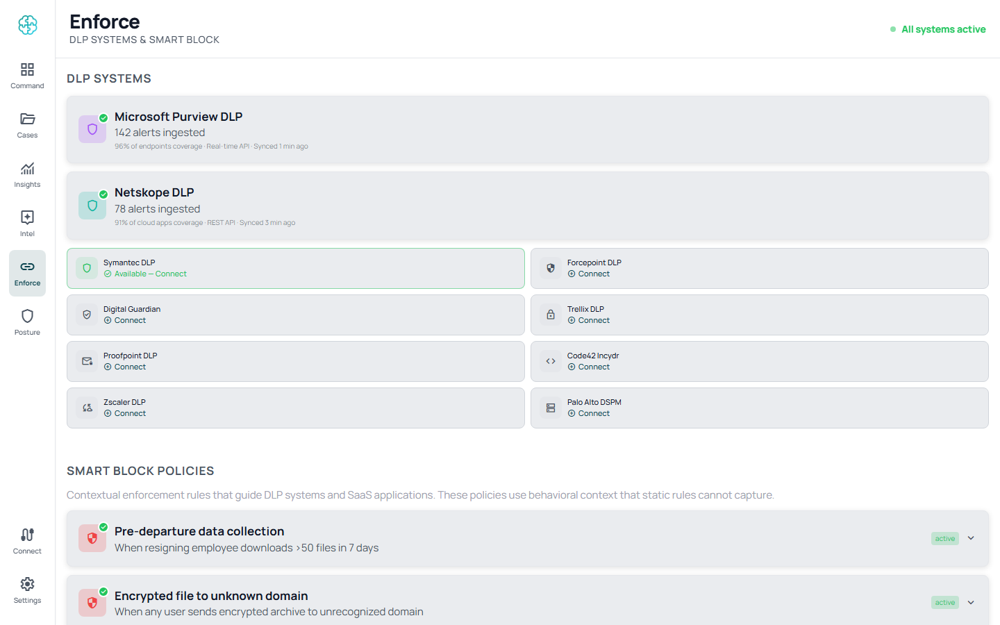 Enforce
DLP SYSTEMS & SMART BLOCK
All systems active
Command
Cases
Insights
Intel
Enforce
Posture
Connect
Settings
DLP SYSTEMS
Microsoft Purview DLP
142 alerts ingested
96% of endpoints coverage · Real-time API · Synced 1 min ago
Netskope DLP
78 alerts ingested
91% of cloud apps coverage · REST API · Synced 3 min ago
Symantec DLP
Available — Connect
Forcepoint DLP
Connect
Digital Guardian
Connect
Trellix DLP
Connect
Proofpoint DLP
Connect
Code42 Incydr
Connect
Zscaler DLP
Connect
Palo Alto DSPM
Connect
SMART BLOCK POLICIES
Contextual enforcement rules that guide DLP systems and SaaS applications. These policies use behavioral context that static rules cannot capture.
Pre-departure data collection
When resigning employee downloads >50 files in 7 days
active
Encrypted file to unknown domain
When any user sends encrypted archive to unrecognized domain
active